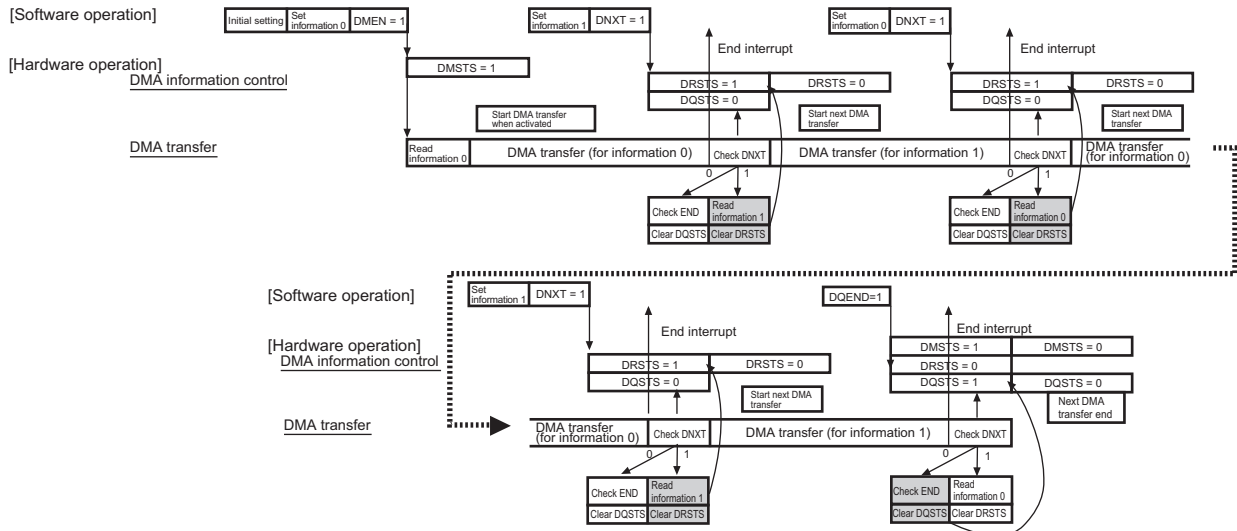 [Software operation]
Initial setting
Set
information 0
DMEN = 1
Set
information 1
DNXT = 1
Set
information 0
DNXT = 1
End interrupt
End interrupt
[Hardware operation]
DMA information control
DMSTS = 1
DRSTS = 1
DRSTS = 0
DQSTS = 0
DRSTS = 1
DRSTS = 0
DQSTS = 0
Start DMA transfer
when activated
Start next DMA
transfer
Start next DMA
transfer
DMA transfer
Read
information 0
DMA transfer (for information 0)
Check DNXT
DMA transfer (for information 1)
Check DNXT
DMA transfer
(for information 0)
0
1
0
1
Check END
Read
information 1
Clear DQSTS
Clear DRSTS
Check END
Read
information 0
Clear DQSTS
Clear DRSTS
[Software operation]
Set
information 1
DNXT = 1
DQEND=1
End interrupt
End interrupt
[Hardware operation]
DMA information control
DRSTS = 1
DRSTS = 0
DQSTS = 0
DMSTS = 1
DMSTS = 0
DRSTS = 0
DQSTS = 1
DQSTS = 0
Start next DMA
transfer
Next DMA
transfer end
DMA transfer
DMA transfer
(for information 0)
Check DNXT
DMA transfer (for information 1)
Check DNXT
0
1
0
1
Check END
Read
information 1
Clear DQSTS
Clear DRSTS
Check END
Read
information 0
Clear DQSTS
Clear DRSTS